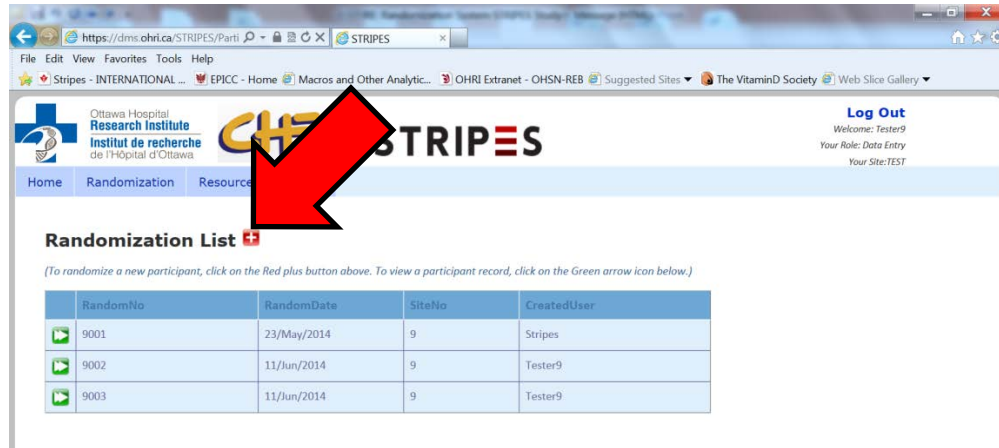 https://dms.ohri.ca/STRIPES/Parti
STRIPES
File Edit View Favorites Tools Help
Stripes - INTERNATIONAL ... EPICC - Home Macros and Other Analytic... OHRI Extranet - OHSN-REB Suggested Sites The VitaminD Society Web Slice Gallery
Ottawa Hospital
Research Institute
Institut de recherche
de l'Hôpital d'Ottawa
STRIPES
Log Out
Welcome: Tester9
Your Role: Data Entry
Your Site:TEST
Home Randomization
Randomization List
(To randomize a new participant, click on the Red plus button above. To view a participant record, click on the Green arrow icon below.)
RandomNo RandomDate SiteNo CreatedUser
9001 23/May/2014 9 Stripes
9002 11/Jun/2014 9 Tester9
9003 11/Jun/2014 9 Tester9